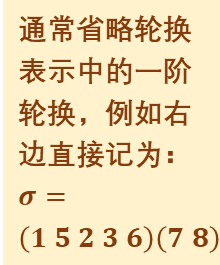 通常省略轮换
表示中的一阶
轮换，例如右
边直接记为：
𝝈 =
(𝟏 𝟓 𝟐 𝟑 𝟔)(𝟕 𝟖)